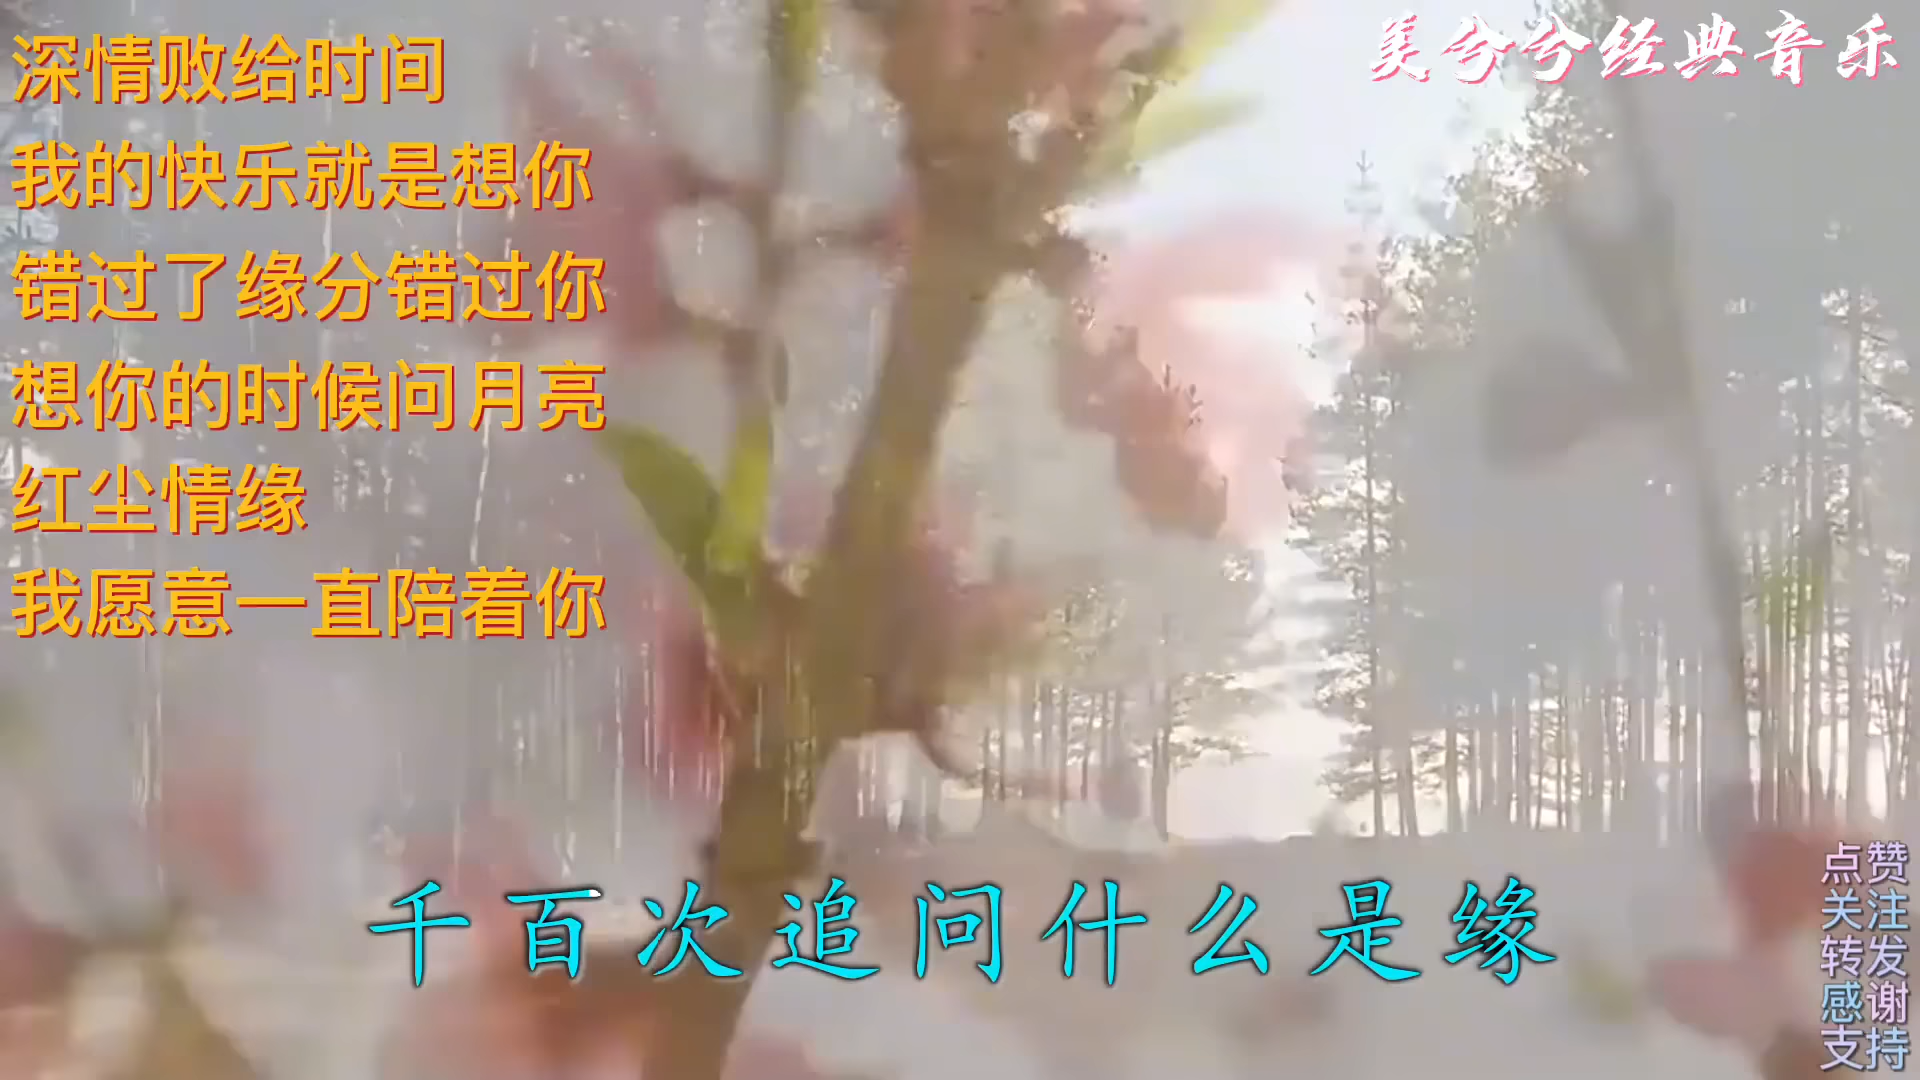 深情败给时间
我的快乐就是想你
错过了缘分错过你
想你的时候问月亮
红尘情缘
我愿意一直陪着你
美兮兮经典音乐
千百次追问什么是缘
点赞
关注
转发
感谢
支持